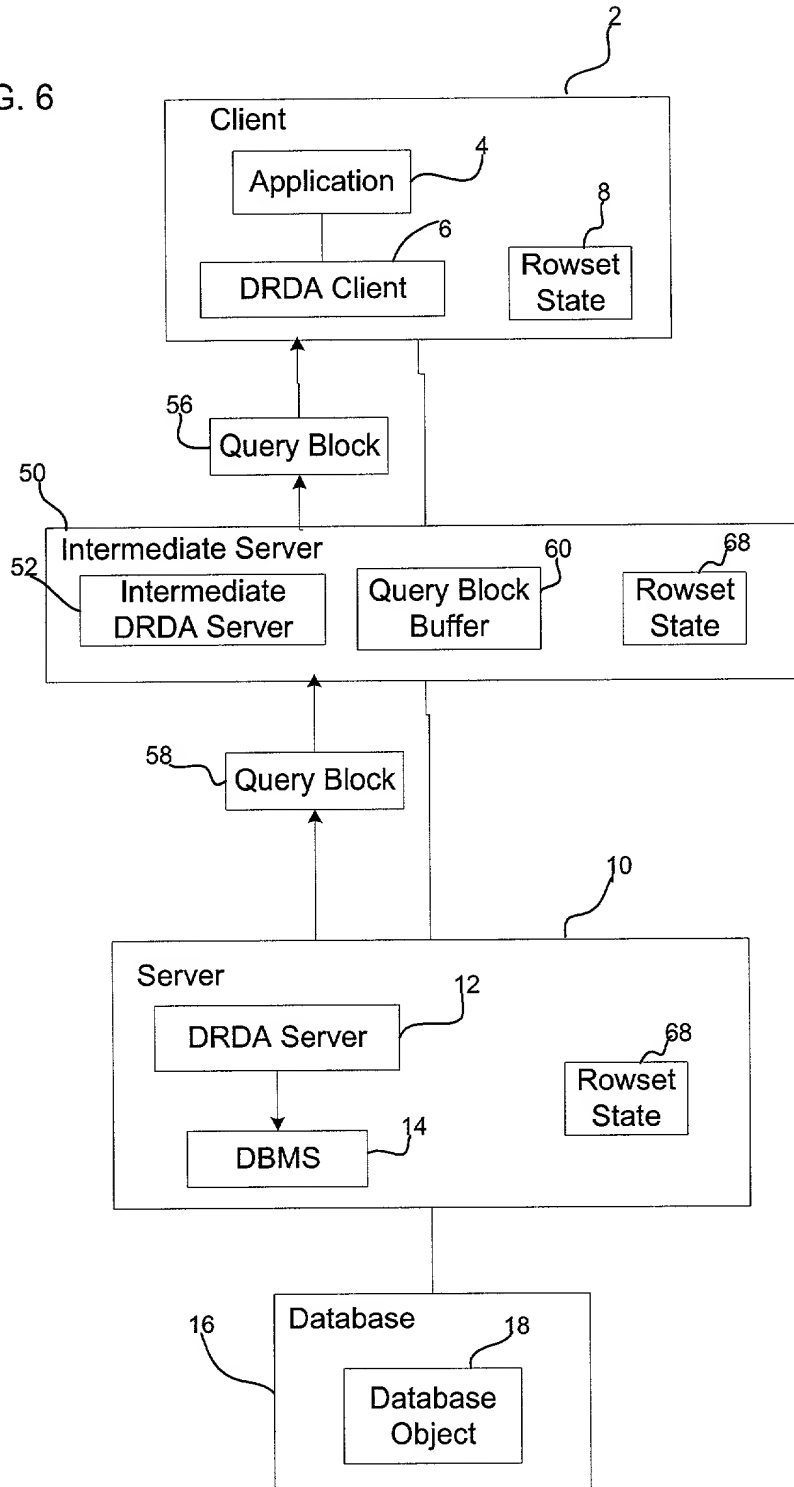 G. 6
2
Client
Application
4
8
6
DRDA Client
Rowset
State
56
Query Block
50
Intermediate Server
52
Intermediate
DRDA Server
60
Query Block
Buffer
68
Rowset
State
58
Query Block
10
Server
12
DRDA Server
68
Rowset
State
14
DBMS
Database
16
18
Database
Object